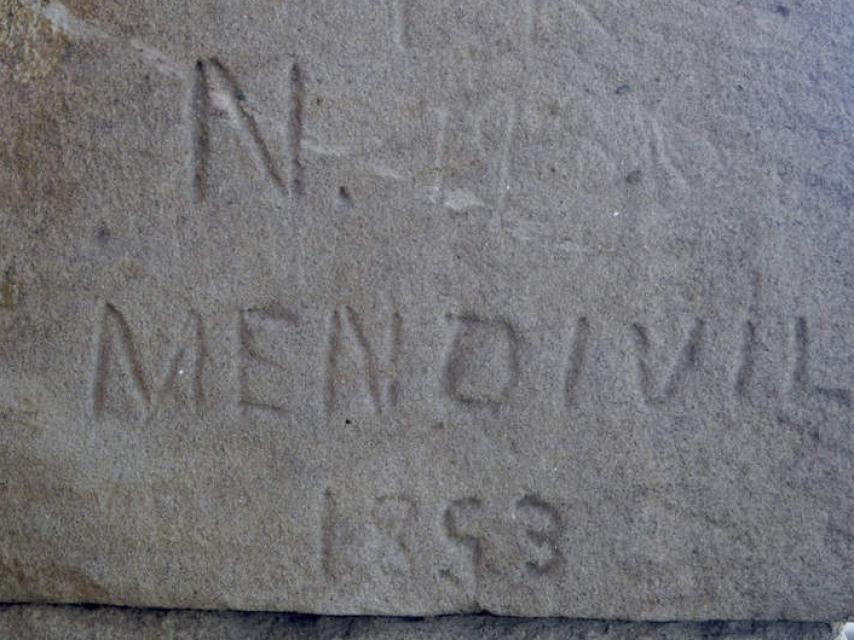 N.
MENDIVIL
1893